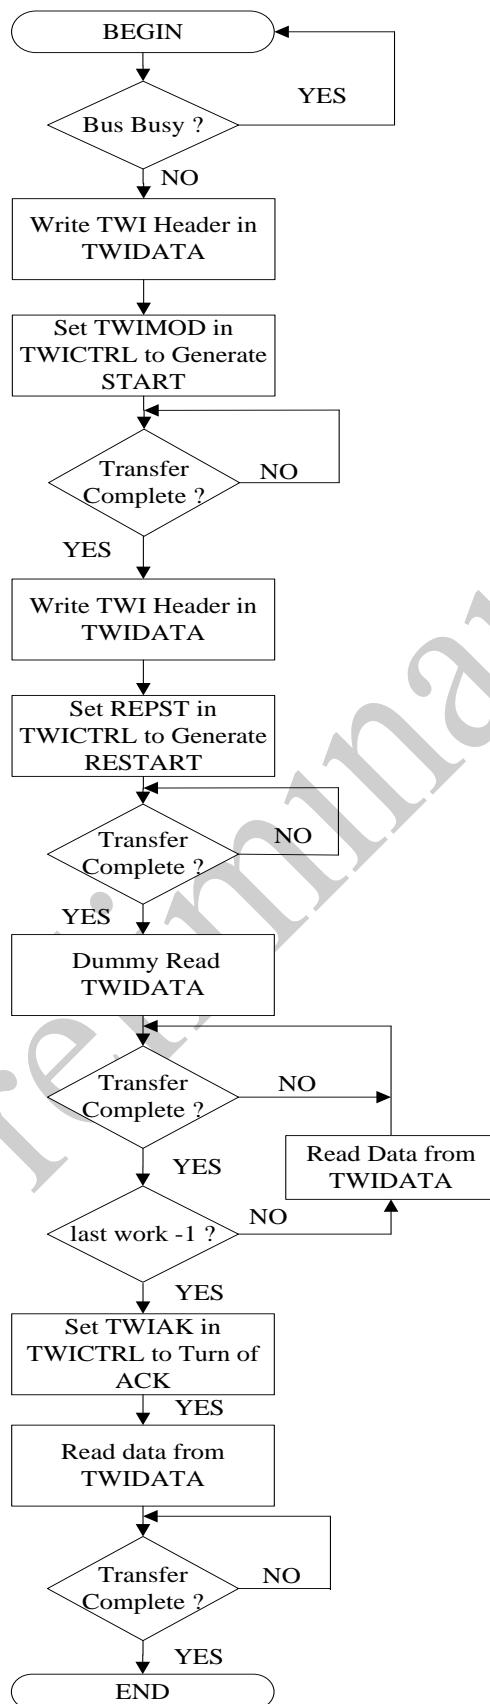 BEGIN
YES
Bus Busy ?
NO
Write TWI Header in
TWIDATA
Set TWIMOD in
TWICTRL to Generate
START
Transfer
Complete ?
NO
YES
Write TWI Header in
TWIDATA
Set REPST in
TWICTRL to Generate
RESTART
Transfer
Complete ?
NO
YES
Dummy Read
TWIDATA
Transfer
Complete ?
NO
YES
Read Data from
TWIDATA
last work -1 ?
NO
YES
Set TWIAK in
TWICTRL to Turn of
ACK
YES
Read data from
TWIDATA
Transfer
Complete ?
NO
YES
END